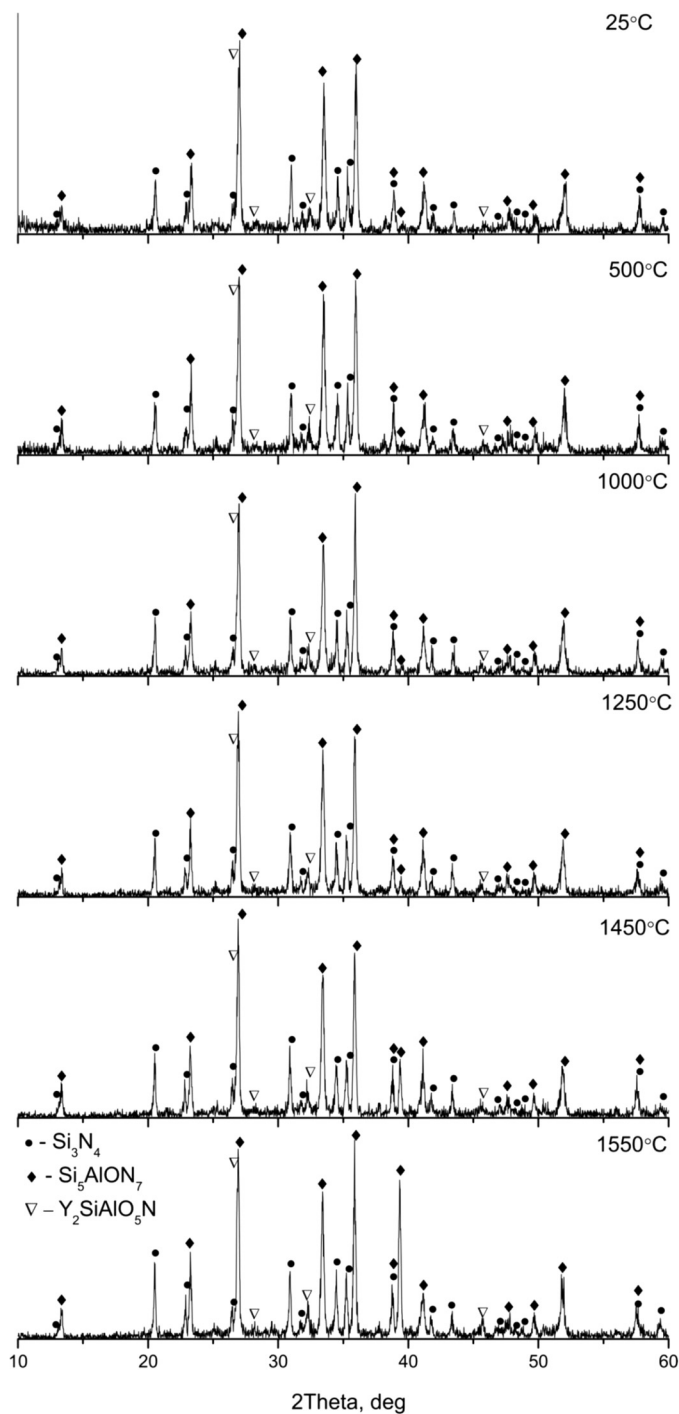 25°C
500°C
1000°C
1250°C
1450°C
● - Si₃N₄
1550°C
♦ - Si₅AlON₇
▽ – Y₂SiAlO₅N
10 20 30 40 50 60
2Theta, deg